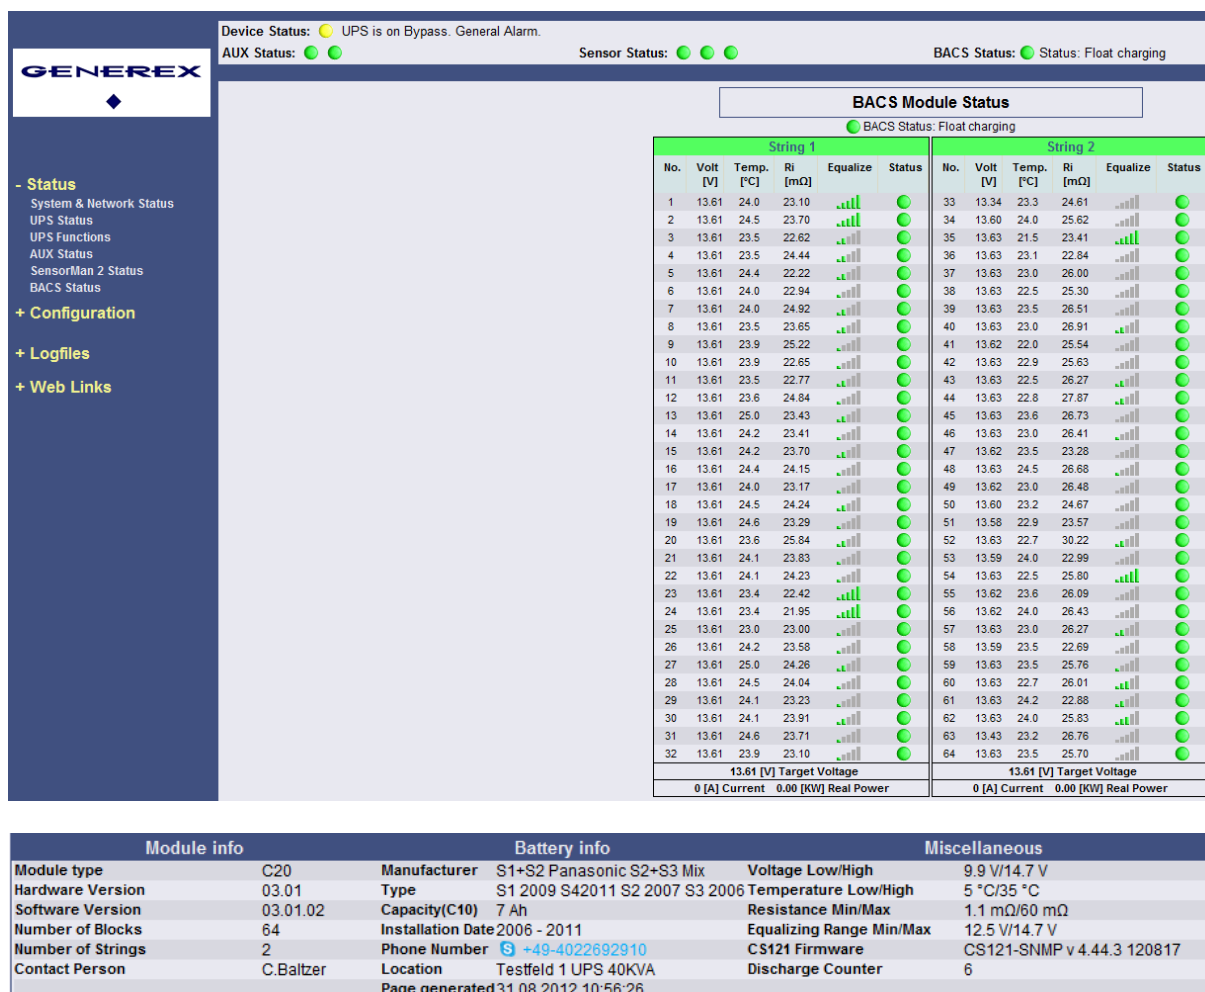 Device Status: UPS is on Bypass. General Alarm.
AUX Status: Sensor Status: BACS Status: Status: Float charging
GENEREX
- Status
System & Network Status
UPS Status
UPS Functions
AUX Status
SensorMan 2 Status
BACS Status
+ Configuration
+ Logfiles
+ Web Links
BACS Module Status
BACS Status: Float charging
String 1 String 2
No. Volt [V] Temp. [°C] Ri [mΩ] Equalize Status No. Volt [V] Temp. [°C] Ri [mΩ] Equalize Status
1 13.61 24.0 23.10 33 13.34 23.3 24.61
2 13.61 24.5 23.70 34 13.60 24.0 25.62
3 13.61 23.5 22.62 35 13.63 21.5 23.41
4 13.61 23.5 24.44 36 13.63 23.1 22.84
5 13.61 24.4 22.22 37 13.63 23.0 26.00
6 13.61 24.0 22.94 38 13.63 22.5 25.30
7 13.61 24.0 24.92 39 13.63 23.5 26.51
8 13.61 23.5 23.65 40 13.63 23.0 26.91
9 13.61 23.9 25.22 41 13.62 22.0 25.54
10 13.61 23.9 22.65 42 13.63 22.9 25.63
11 13.61 23.5 22.77 43 13.63 22.5 26.27
12 13.61 23.6 24.84 44 13.63 22.8 27.87
13 13.61 25.0 23.43 45 13.63 23.6 26.73
14 13.61 24.2 23.41 46 13.63 23.0 26.41
15 13.61 24.2 23.70 47 13.62 23.5 23.28
16 13.61 24.4 24.15 48 13.63 24.5 26.68
17 13.61 24.0 23.17 49 13.62 23.0 26.48
18 13.61 24.5 24.24 50 13.60 23.2 24.67
19 13.61 24.6 23.29 51 13.58 22.9 23.57
20 13.61 23.6 25.84 52 13.63 22.7 30.22
21 13.61 24.1 23.83 53 13.59 24.0 22.99
22 13.61 24.1 24.23 54 13.63 22.5 25.80
23 13.61 23.4 22.42 55 13.62 23.6 26.09
24 13.61 23.4 21.95 56 13.62 24.0 26.43
25 13.61 23.0 23.00 57 13.63 23.0 26.27
26 13.61 24.2 23.58 58 13.59 23.5 22.69
27 13.61 25.0 24.26 59 13.63 23.5 25.76
28 13.61 24.5 24.04 60 13.63 22.7 26.01
29 13.61 24.1 23.23 61 13.63 24.2 22.88
30 13.61 24.1 23.91 62 13.63 24.0 25.83
31 13.61 24.6 23.71 63 13.43 23.2 26.76
32 13.61 23.9 23.10 64 13.63 23.5 25.70
13.61 [V] Target Voltage 13.61 [V] Target Voltage
0 [A] Current 0.00 [KW] Real Power 0 [A] Current 0.00 [KW] Real Power
Module info Battery info Miscellaneous
Module type C20 Manufacturer S1+S2 Panasonic S2+S3 Mix Voltage Low/High 9.9 V/14.7 V
Hardware Version 03.01 Type S1 2009 S42011 S2 2007 S3 2006 Temperature Low/High 5 °C/35 °C
Software Version 03.01.02 Capacity(C10) 7 Ah Resistance Min/Max 1.1 mΩ/60 mΩ
Number of Blocks 64 Installation Date 2006 - 2011 Equalizing Range Min/Max 12.5 V/14.7 V
Number of Strings 2 Phone Number +49-4022692910 CS121 Firmware CS121-SNMP v 4.44.3 120817
Contact Person C.Baltzer Location Testfeld 1 UPS 40KVA Discharge Counter 6
Page generated 31.08.2012 10:56:26